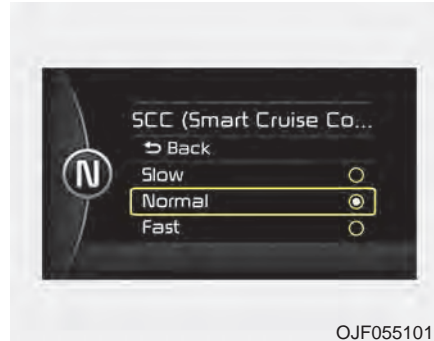 SCC (Smart Cruise Co...
Back
N
Slow
Normal
Fast
OJF055101